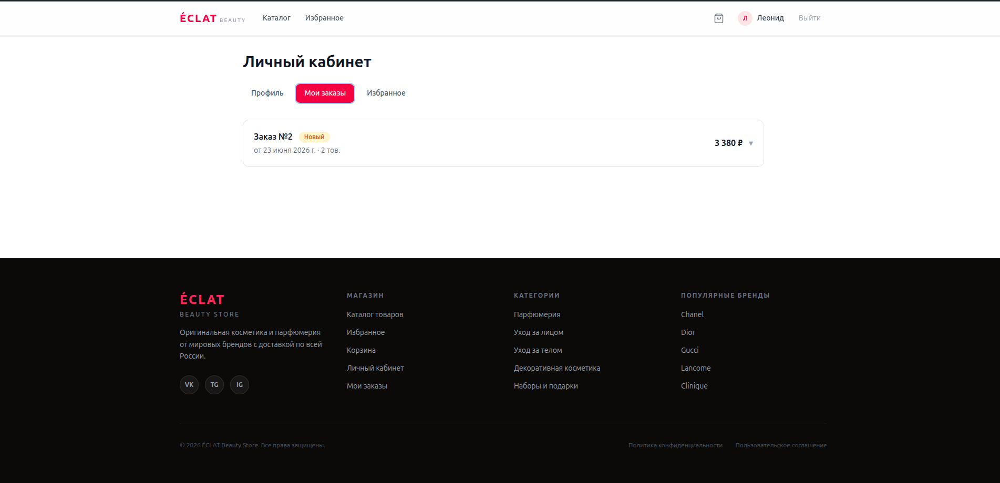 ÉCLAT BEAUTY Каталог Избранное Л Леонид Выйти
Личный кабинет
Профиль Мои заказы Избранное
Заказ №2 Новый
от 23 июня 2026 г. · 2 тов.
3 380 ₽ ▼
ÉCLAT
BEAUTY STORE
Оригинальная косметика и парфюмерия
от мировых брендов с доставкой по всей
России.
VK TG IG
МАГАЗИН
Каталог товаров
Избранное
Корзина
Личный кабинет
Мои заказы
КАТЕГОРИИ
Парфюмерия
Уход за лицом
Уход за телом
Декоративная косметика
Наборы и подарки
ПОПУЛЯРНЫЕ БРЕНДЫ
Chanel
Dior
Gucci
Lancome
Clinique
© 2026 ÉCLAT Beauty Store. Все права защищены.
Политика конфиденциальности Пользовательское соглашение